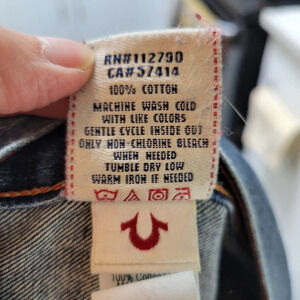 RN#112790
CA#57414
100% COTTON
MACHINE WASH COLD
WITH LIKE COLORS
GENTLE CYCLE INSIDE OUT
ONLY NON-CHLORINE BLEACH
WHEN NEEDED
TUMBLE DRY LOW
WARM IRON IF NEEDED
100%